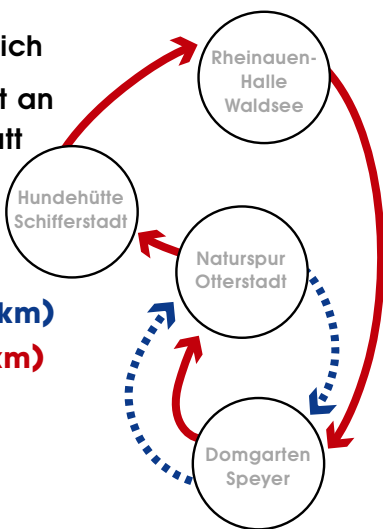 ich
t an
tt
Rheinauen-
Halle
Waldsee
Hundehütte
Schifferstadt
Naturspur
Otterstadt
km)
km)
Domgarten
Speyer